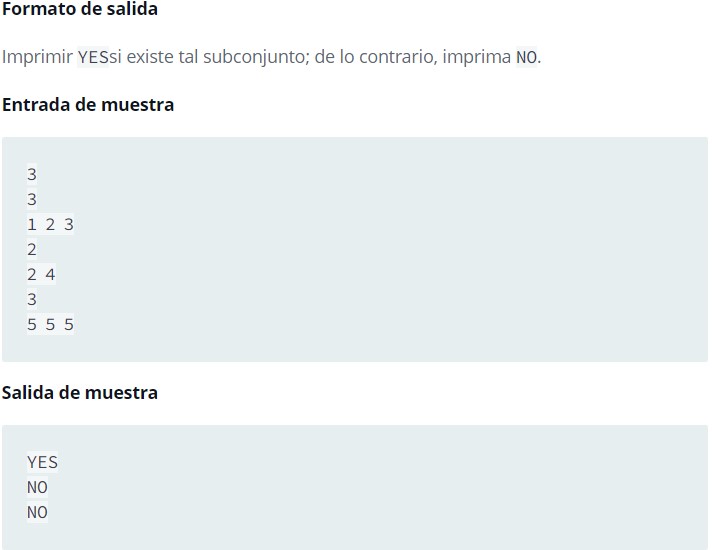 Formato de salida
Imprimir YESsi existe tal subconjunto; de lo contrario, imprima NO.
Entrada de muestra
3
3
1 2 3
2
2 4
3
5 5 5
Salida de muestra
YES
NO
NO